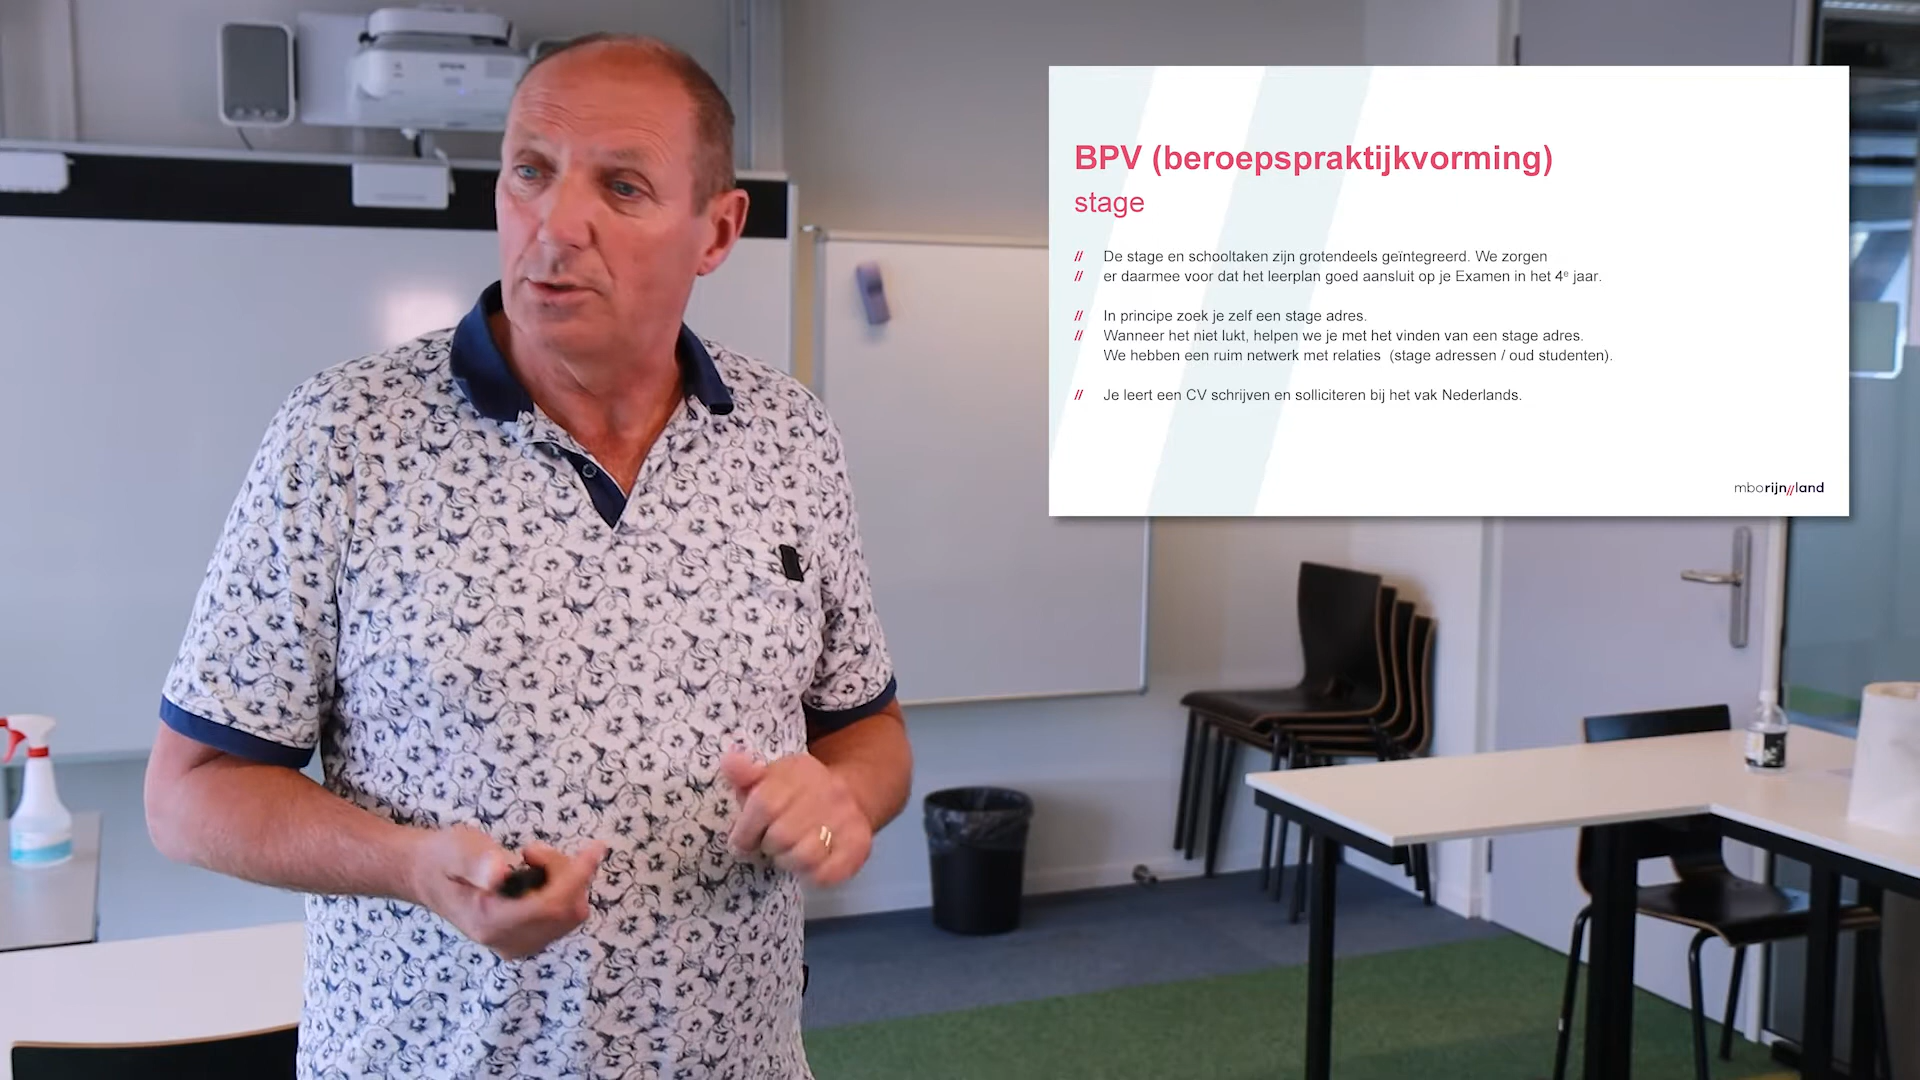 BPV (beroepspraktijkvorming)
stage
// De stage en schooltaken zijn grotendeels geïntegreerd. We zorgen
// er daarmee voor dat het leerplan goed aansluit op je Examen in het 4e jaar.
// In principe zoek je zelf een stage adres.
// Wanneer het niet lukt, helpen we je met het vinden van een stage adres.
We hebben een ruim netwerk met relaties (stage adressen / oud studenten).
// Je leert een CV schrijven en solliciteren bij het vak Nederlands.
mborijn//land
EPSON